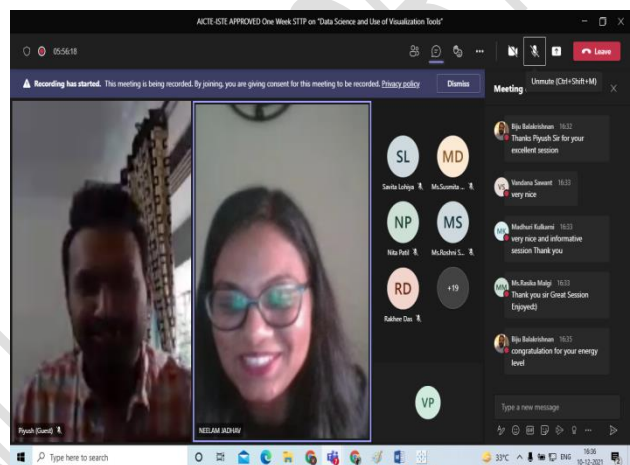 AICTE-ISTE APPROVED One Week STTP on "Data Science and Use of Visualization Tools"
05:56:18
Leave
Recording has started. This meeting is being recorded. By joining, you are giving consent for this meeting to be recorded. Privacy policy
Dismiss
Meeting
Unmute (Ctrl+Shift+M)
SL
Savita Lohiya
MD
Ms.Susmita ...
NP
Nita Patil
MS
Ms.Roshni S...
RD
Rakhee Das
+19
VP
Piyush (Guest)
NEELAM JADHAV
Biju Balakrishnan 16:32
Thanks Piyush Sir for your
excellent session
VS
Vandana Sawant 16:33
very nice
MK
Madhuri Kulkarni 16:33
very nice and informative
session Thank you
MM
Ms.Rasika Malgi 16:33
Thank you sir Great Session
Enjoyed:)
Biju Balakrishnan 16:35
congratulation for your energy
level
Type a new message
Type here to search
33°C
ENG
16:36
16-12-2021